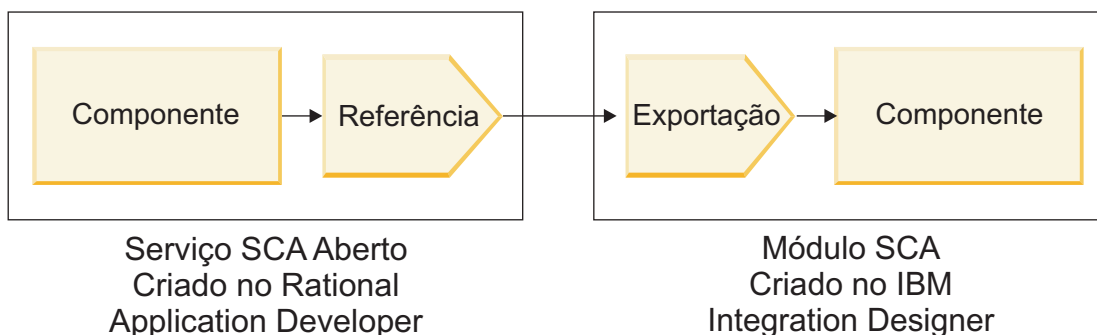 Componente
Referência
Exportação
Componente
Serviço SCA Aberto
Criado no Rational
Application Developer
Módulo SCA
Criado no IBM
Integration Designer